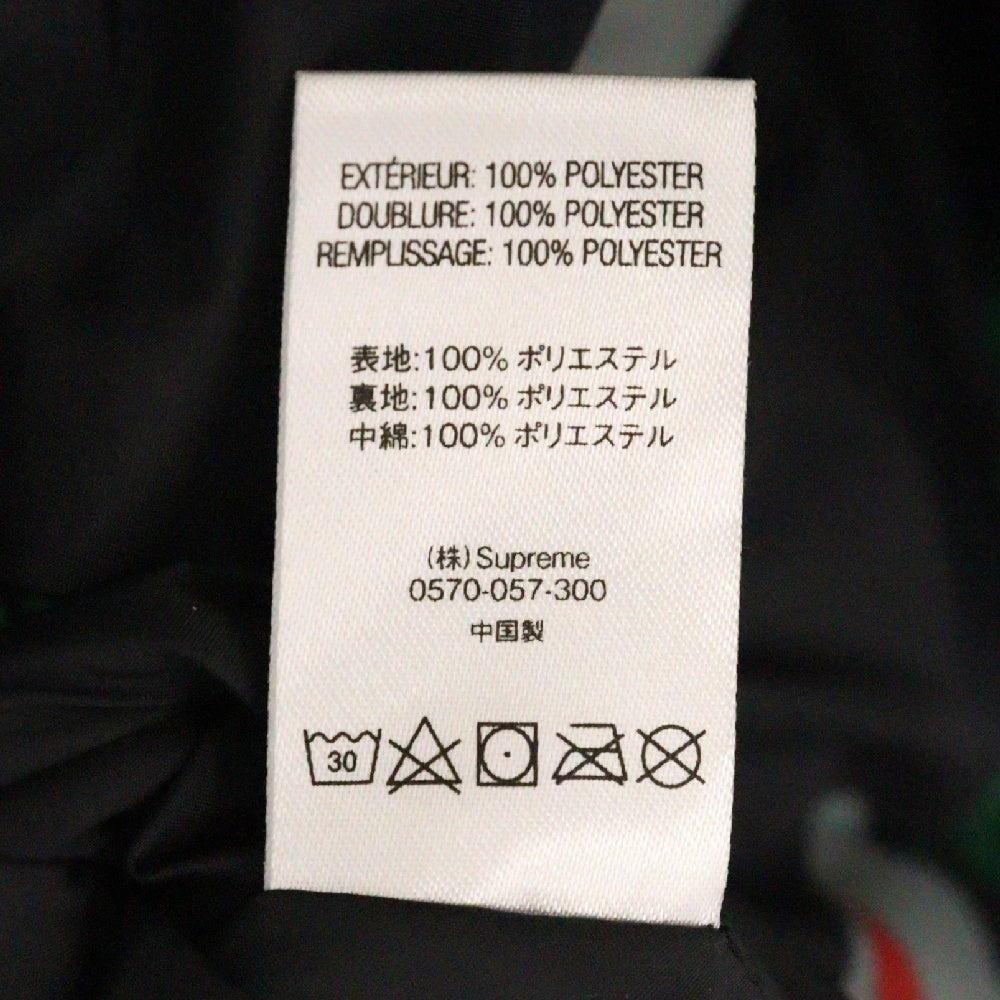 EXTÉRIEUR: 100% POLYESTER
DOUBLURE: 100% POLYESTER
REMPLISSAGE: 100% POLYESTER
表地:100% ポリエステル
裏地:100% ポリエステル
中綿:100% ポリエステル
(株)Supreme
0570-057-300
中国製
30